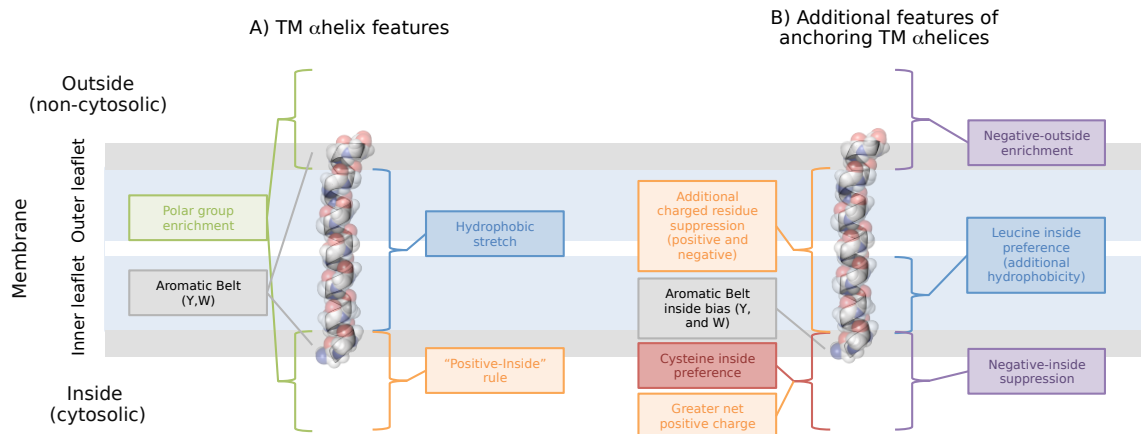 A) TM αhelix features
B) Additional features of
anchoring TM αhelices
Outside
(non-cytosolic)
Membrane
Outer leaflet
Inner leaflet
Inside
(cytosolic)
Polar group
enrichment
Aromatic Belt
(Y,W)
Hydrophobic
stretch
“Positive-Inside”
rule
Additional
charged residue
suppression
(positive and
negative)
Aromatic Belt
inside bias (Y,
and W)
Cysteine inside
preference
Greater net
positive charge
Negative-outside
enrichment
Leucine inside
preference
(additional
hydrophobicity)
Negative-inside
suppression